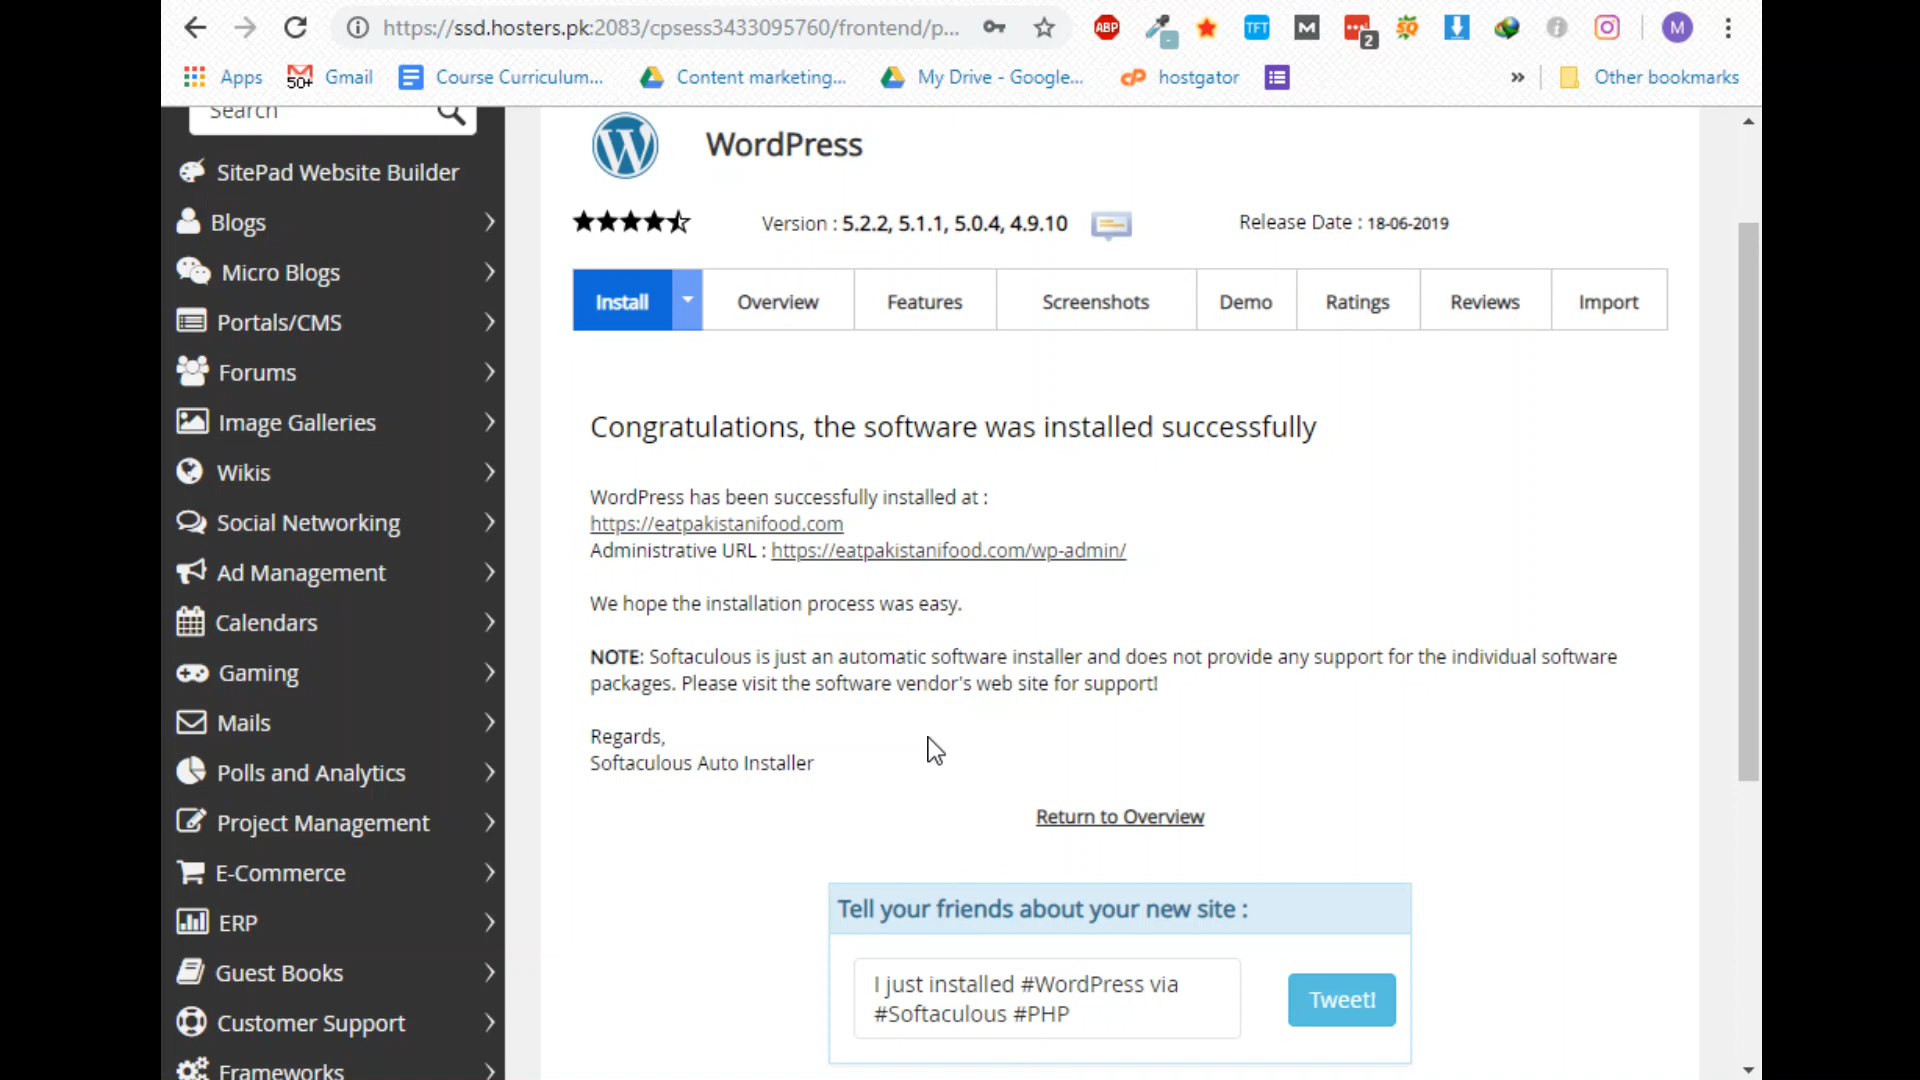 https://ssd.hosters.pk:2083/cpsess3433095760/frontend/p...
ABP
TFT
M
2
M
Apps
50+
Gmail
Course Curriculum...
Content marketing...
My Drive - Google...
cP
hostgator
»
Other bookmarks
Search
SitePad Website Builder
Blogs
Micro Blogs
Portals/CMS
Forums
Image Galleries
Wikis
Social Networking
Ad Management
Calendars
Gaming
Mails
Polls and Analytics
Project Management
E-Commerce
ERP
Guest Books
Customer Support
Frameworks
WordPress
Version : 5.2.2, 5.1.1, 5.0.4, 4.9.10
Release Date : 18-06-2019
Install
Overview
Features
Screenshots
Demo
Ratings
Reviews
Import
Congratulations, the software was installed successfully
WordPress has been successfully installed at :
https://eatpakistanifood.com
Administrative URL : https://eatpakistanifood.com/wp-admin/
We hope the installation process was easy.
NOTE: Softaculous is just an automatic software installer and does not provide any support for the individual software
packages. Please visit the software vendor's web site for support!
Regards,
Softaculous Auto Installer
Return to Overview
Tell your friends about your new site :
I just installed #WordPress via
#Softaculous #PHP
Tweet!